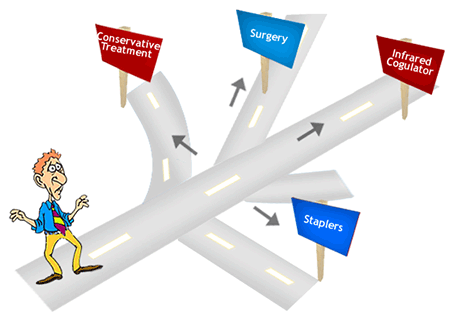 Conservative
Treatment
Surgery
Infrared
Cogulator
Staplers